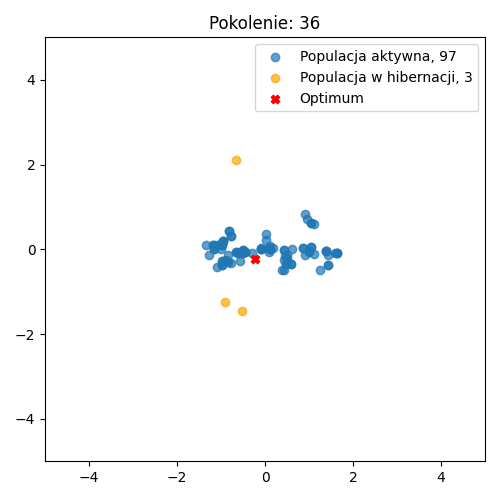 Pokolenie: 36
Populacja aktywna, 97
Populacja w hibernacji, 3
Optimum
4
2
0
−2
−4
−4
−2
0
2
4